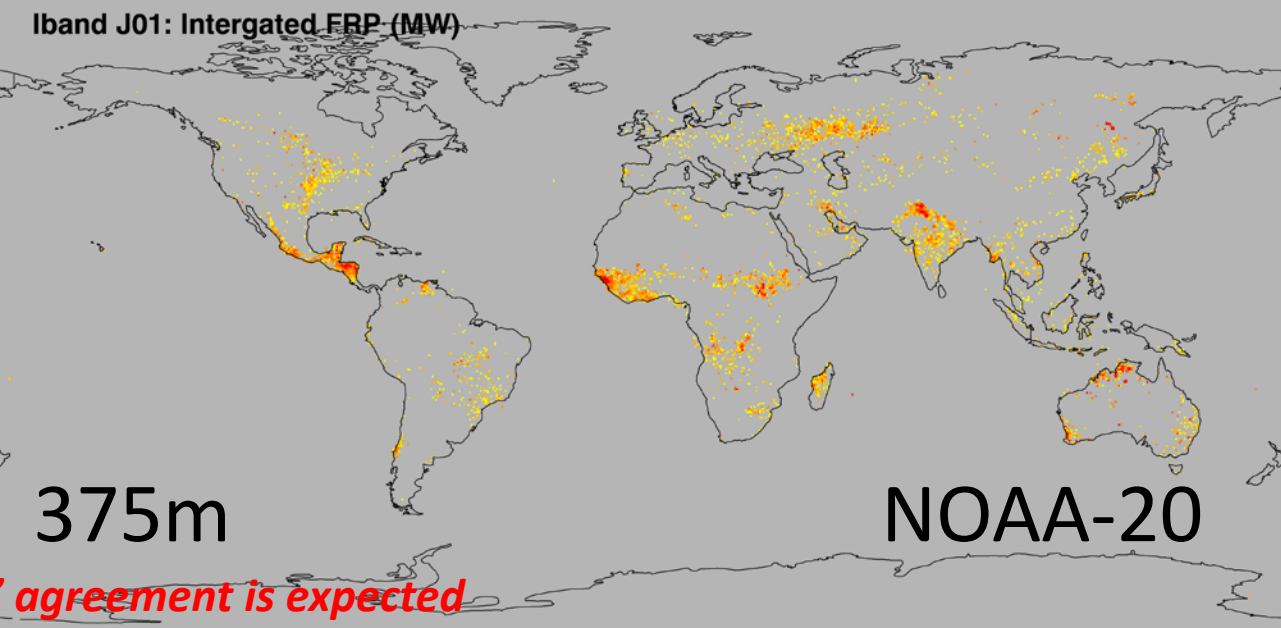 Iband J01: Intergated FRP (MW)
375m
NOAA-20
’ agreement is expected